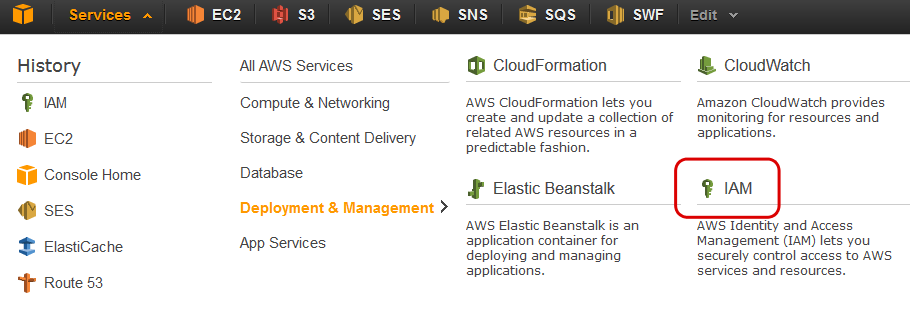 Services EC2 S3 SES SNS SQS SWF Edit
History
IAM
EC2
Console Home
SES
ElastiCache
Route 53
All AWS Services
Compute & Networking
Storage & Content Delivery
Database
Deployment & Management
App Services
CloudFormation
AWS CloudFormation lets you
create and update a collection of
related AWS resources in a
predictable fashion.
CloudWatch
Amazon CloudWatch provides
monitoring for resources and
applications.
Elastic Beanstalk
AWS Elastic Beanstalk is an
application container for
deploying and managing
applications.
IAM
AWS Identity and Access
Management (IAM) lets you
securely control access to AWS
services and resources.